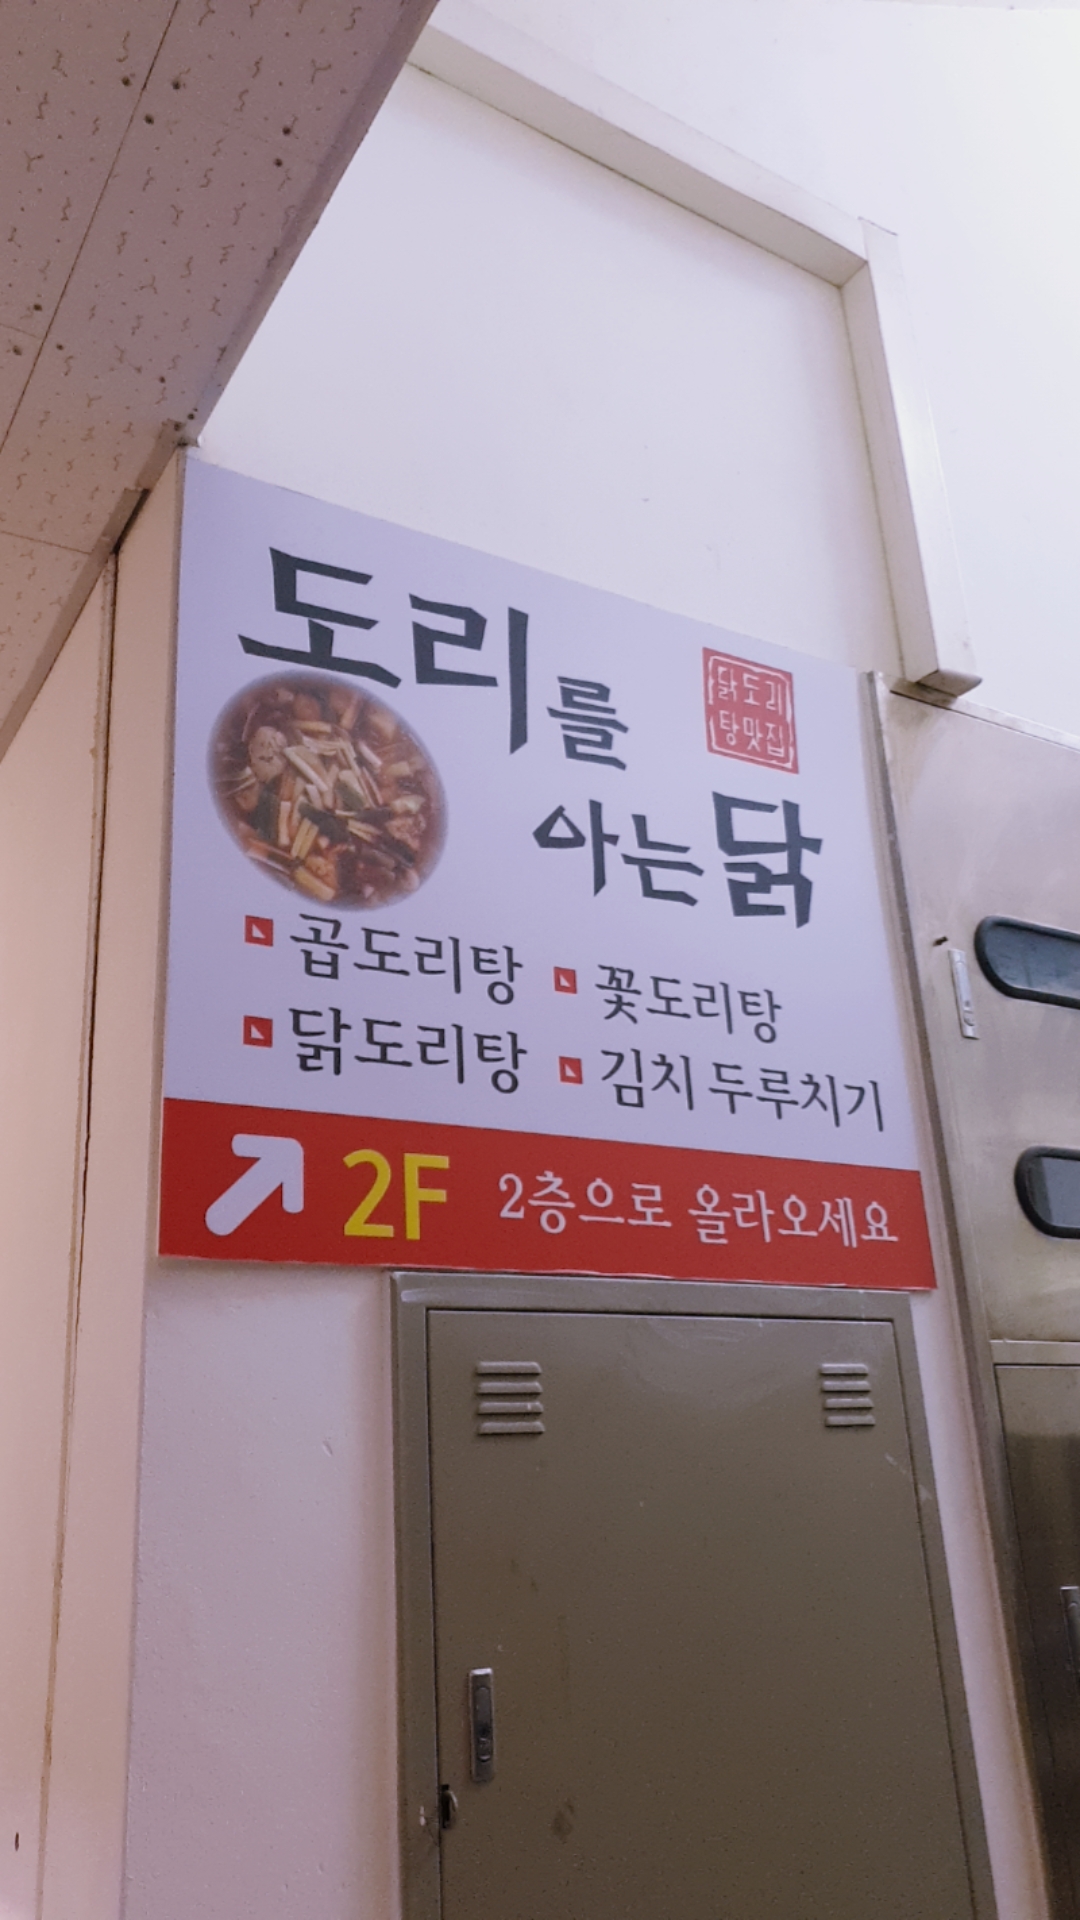 도리를
닭도리
탕맛집
아는 닭
곱도리탕
꽃도리탕
닭도리탕
김치 두루치기
2F 2층으로 올라오세요